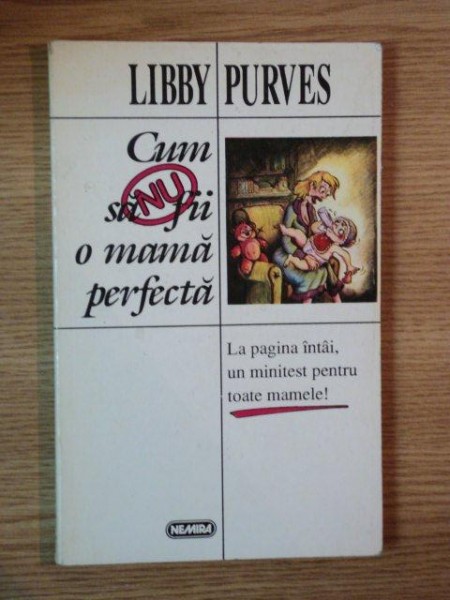 LIBBY PURVES
Cum
NU
să fii
o mamă
perfectă
La pagina întâi,
un minitest pentru
toate mamele!
NEMIRA